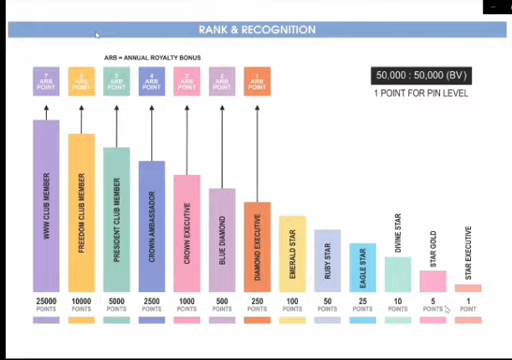 RANK & RECOGNITION
ARB = ANNUAL ROYALTY BONUS
50,000 : 50,000 (BV)
1 POINT FOR PIN LEVEL
7 ARB POINT
6 ARB POINT
5 ARB POINT
4 ARB POINT
3 ARB POINT
2 ARB POINT
1 ARB POINT
WWW CLUB MEMBER
FREEDOM CLUB MEMBER
PRESIDENT CLUB MEMBER
CROWN AMBASSADOR
CROWN EXECUTIVE
BLUE DIAMOND
DIAMOND EXECUTIVE
EMERALD STAR
RUBY STAR
EAGLE STAR
DIVINE STAR
STAR GOLD
STAR EXECUTIVE
25000 POINTS
10000 POINTS
5000 POINTS
2500 POINTS
1000 POINTS
500 POINTS
250 POINTS
100 POINTS
50 POINTS
25 POINTS
10 POINTS
5 POINTS
1 POINT